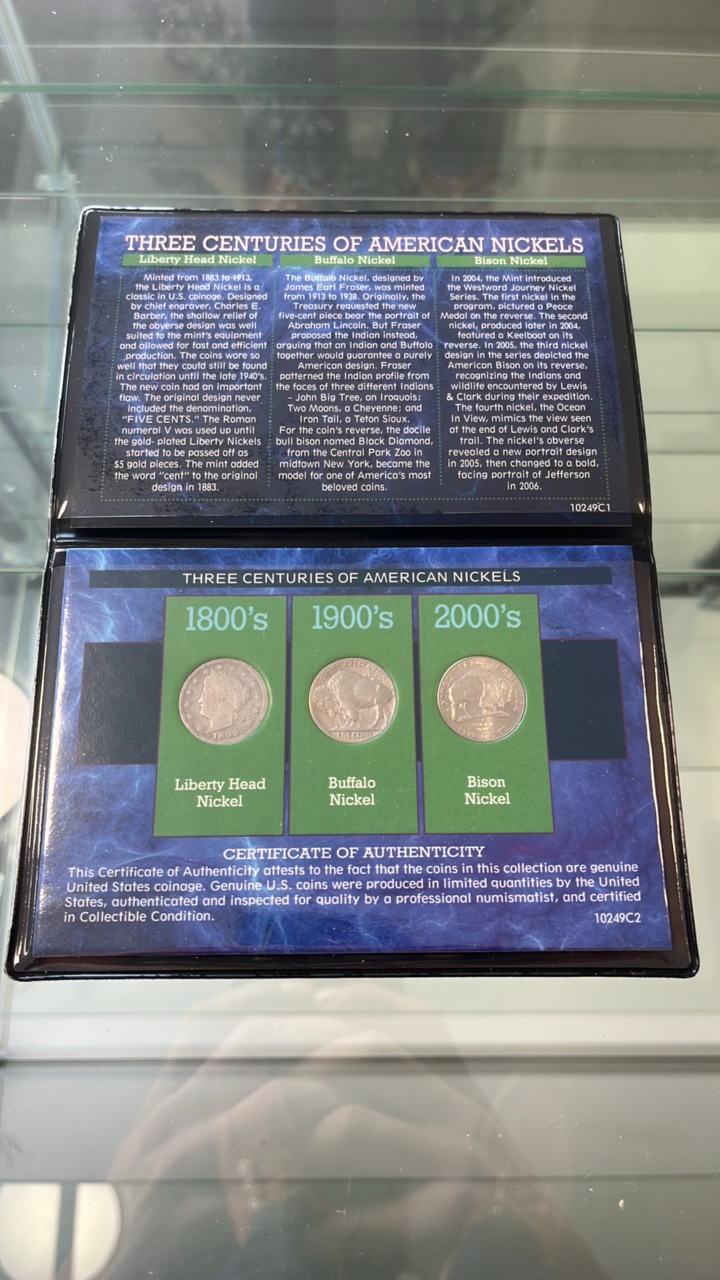 THREE CENTURIES OF AMERICAN NICKELS
Liberty Head Nickel
Minted from 1883 to 1913,
the Liberty Head Nickel is a
classic in U.S. coinage. Designed
by chief engraver, Charles E.
Barber, the shallow relief of
the obverse design was well
suited to the mint's equipment
and allowed for fast and efficient
production. The coins wore so
well that they could still be found
in circulation until the late 1940's.
The new coin had an important
flaw. The original design never
included the denomination,
"FIVE CENTS." The Roman
numeral V was used up until
the gold- plated Liberty Nickels
started to be passed off as
$5 gold pieces. The mint added
the word "cent" to the original
design in 1883.
Buffalo Nickel
The Buffalo Nickel, designed by
James Earl Fraser, was minted
from 1913 to 1938. Originally, the
Treasury requested the new
five-cent piece bear the portrait of
Abraham Lincoln. But Fraser
proposed the Indian instead,
arguing that an Indian and Buffalo
together would guarantee a purely
American design. Fraser
patterned the Indian profile from
the faces of three different Indians
– John Big Tree, an Iroquois;
Two Moons, a Cheyenne; and
Iron Tail, a Teton Sioux.
For the coin's reverse, the docile
bull bison named Black Diamond,
from the Central Park Zoo in
midtown New York, became the
model for one of America's most
beloved coins.
Bison Nickel
In 2004, the Mint introduced
the Westward Journey Nickel
Series. The first nickel in the
program, pictured a Peace
Medal on the reverse. The second
nickel, produced later in 2004,
featured a Keelboat on its
reverse. In 2005, the third nickel
design in the series depicted the
American Bison on its reverse,
recognizing the Indians and
wildlife encountered by Lewis
& Clark during their expedition.
The fourth nickel, the Ocean
In View, mimics the view seen
at the end of Lewis and Clark's
trail. The nickel's obverse
revealed a new portrait design
in 2005, then changed to a bold,
facing portrait of Jefferson
in 2006.
10249C1
THREE CENTURIES OF AMERICAN NICKELS
1800's
1899
Liberty Head
Nickel
1900's
Buffalo
Nickel
2000's
Bison
Nickel
CERTIFICATE OF AUTHENTICITY
This Certificate of Authenticity attests to the fact that the coins in this collection are genuine
United States coinage. Genuine U.S. coins were produced in limited quantities by the United
States, authenticated and inspected for quality by a professional numismatist, and certified
in Collectible Condition.
10249C2